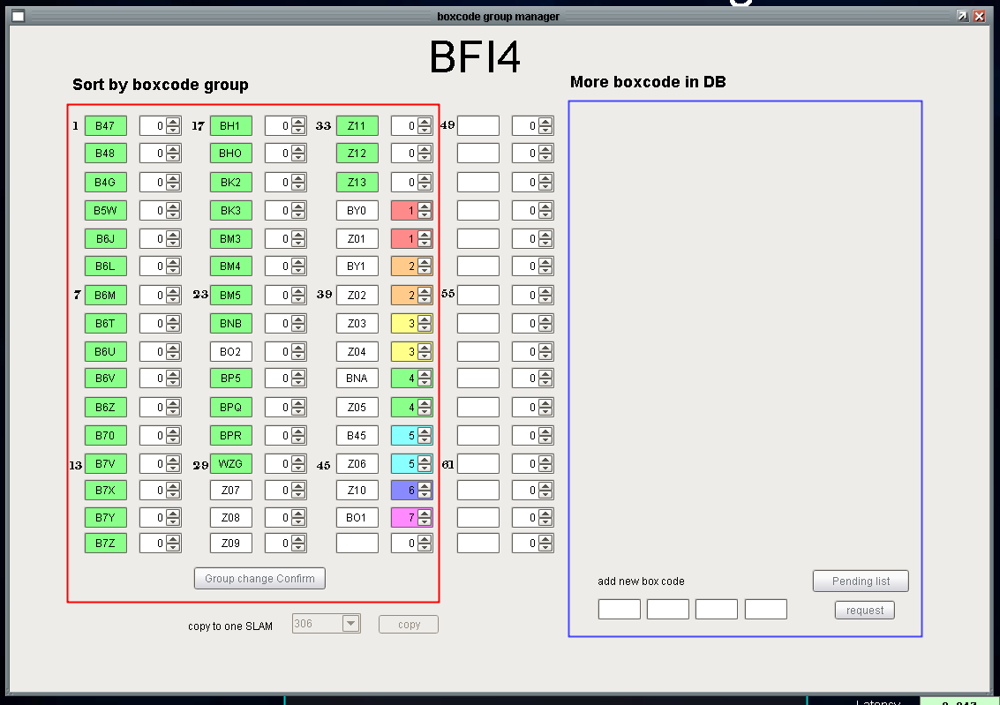 boxcode group manager
BFI4
Sort by boxcode group
More boxcode in DB
1 B47 0 17 BH1 0 33 Z11 0 49 0
B48 0 BHO 0 Z12 0 0
B4G 0 BK2 0 Z13 0 0
B5W 0 BK3 0 BY0 1 0
B6J 0 BM3 0 Z01 1 0
B6L 0 BM4 0 BY1 2 0
7 B6M 0 23 BM5 0 39 Z02 2 55 0
B6T 0 BNB 0 Z03 3 0
B6U 0 BO2 0 Z04 3 0
B6V 0 BP5 0 BNA 4 0
B6Z 0 BPQ 0 Z05 4 0
B70 0 BPR 0 B45 5 0
13 B7V 0 29 WZG 0 45 Z06 5 61 0
B7X 0 Z07 0 Z10 6 0
B7Y 0 Z08 0 BO1 7 0
B7Z 0 Z09 0 0 0
Group change Confirm
add new box code
Pending list
request
copy to one SLAM 306 copy